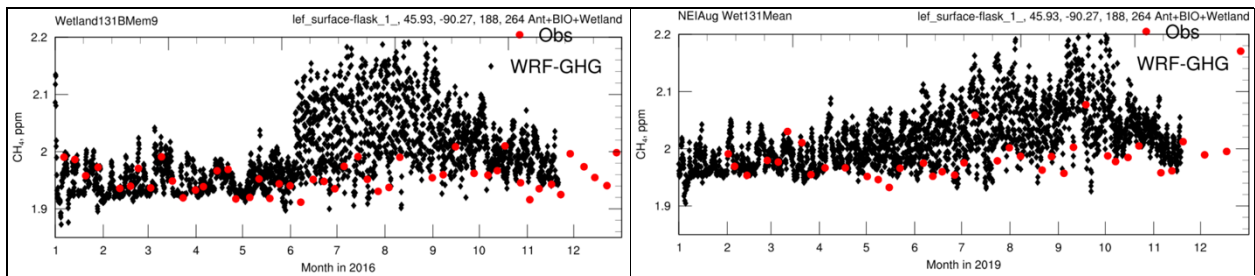 Wetland131BMem9
lef_surface-flask_1_, 45.93, -90.27, 188, 264 Ant+BIO+Wetland
2.2
2.1
2
1.9
CH4, ppm
Obs
WRF-GHG
1 2 3 4 5 6 7 8 9 10 11 12
Month in 2016
NEIAug Wet131Mean
lef_surface-flask_1_, 45.93, -90.27, 188, 264 Ant+BIO+Wetland
2.2
2.1
2
1.9
CH4, ppm
Obs
WRF-GHG
1 2 3 4 5 6 7 8 9 10 11 12
Month in 2019